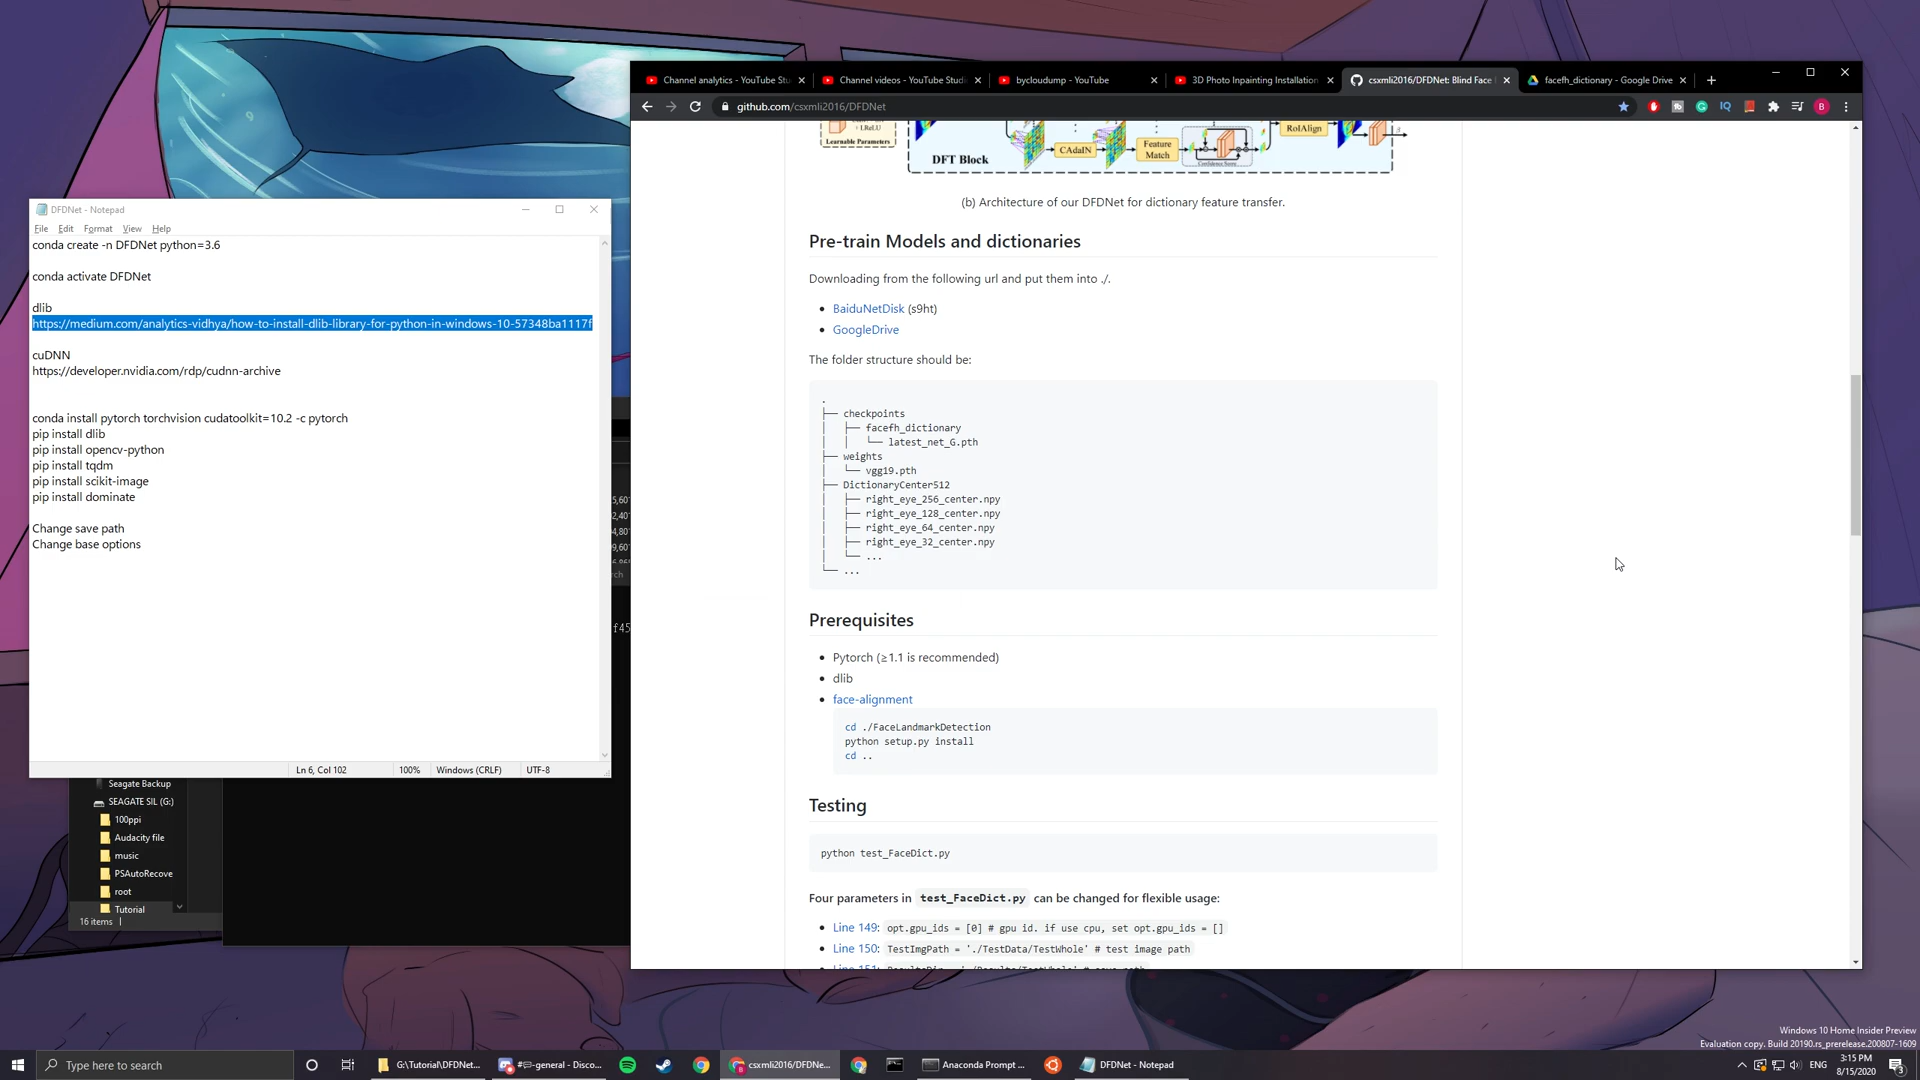 DFDNet - Notepad
File Edit Format View Help
conda create -n DFDNet python=3.6
conda activate DFDNet
dlib
https://medium.com/analytics-vidhya/how-to-install-dlib-library-for-python-in-windows-10-57348ba1117f
cuDNN
https://developer.nvidia.com/rdp/cudnn-archive
conda install pytorch torchvision cudatoolkit=10.2 -c pytorch
pip install dlib
pip install opencv-python
pip install tqdm
pip install scikit-image
pip install dominate
Change save path
Change base options
Ln 6, Col 102 100% Windows (CRLF) UTF-8
Seagate Backup
SEAGATE SIL (G:)
100ppi
Audacity file
music
PSAutoRecove
root
Tutorial
16 items
Channel analytics - YouTube Stu
Channel videos - YouTube Studi
bycloudump - YouTube
3D Photo Inpainting Installation
csxmli2016/DFDNet: Blind Face
facefh_dictionary - Google Drive
github.com/csxmli2016/DFDNet
Learnable Parameters
DFT Block
CAdaIN
Feature Match
RoIAlign
(b) Architecture of our DFDNet for dictionary feature transfer.
Pre-train Models and dictionaries
Downloading from the following url and put them into ./.
BaiduNetDisk (s9ht)
GoogleDrive
The folder structure should be:
.
├── checkpoints
│   ├── facefh_dictionary
│   │   └── latest_net_G.pth
├── weights
│   └── vgg19.pth
├── DictionaryCenter512
│   ├── right_eye_256_center.npy
│   ├── right_eye_128_center.npy
│   ├── right_eye_64_center.npy
│   ├── right_eye_32_center.npy
│   └── ...
└── ...
Prerequisites
Pytorch (≥1.1 is recommended)
dlib
face-alignment
cd ./FaceLandmarkDetection
python setup.py install
cd ..
Testing
python test_FaceDict.py
Four parameters in test_FaceDict.py can be changed for flexible usage:
Line 149: opt.gpu_ids = [0] # gpu id. if use cpu, set opt.gpu_ids = []
Line 150: TestImgPath = './TestData/TestWhole' # test image path
Windows 10 Home Insider Preview
Evaluation copy. Build 20190.rs_prerelease.200807-1609
Type here to search
G:\Tutorial\DFDNet...
#-general - Disco...
csxmli2016/DFDNe...
Anaconda Prompt ...
DFDNet - Notepad
ENG
3:15 PM
8/15/2020